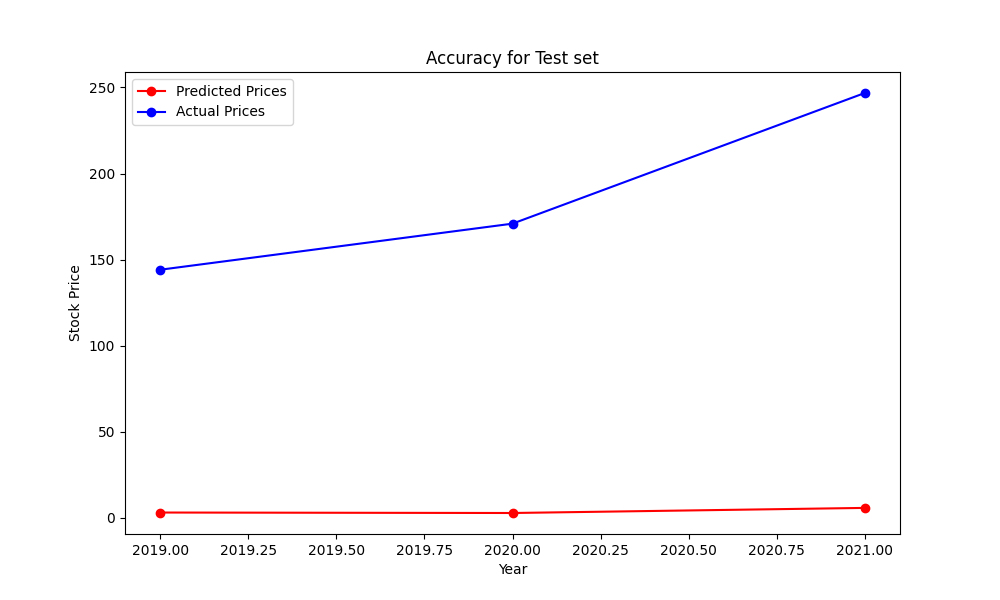 Accuracy for Test set
Predicted Prices
Actual Prices
250
200
150
100
50
0
Stock Price
2019.00 2019.25 2019.50 2019.75 2020.00 2020.25 2020.50 2020.75 2021.00
Year